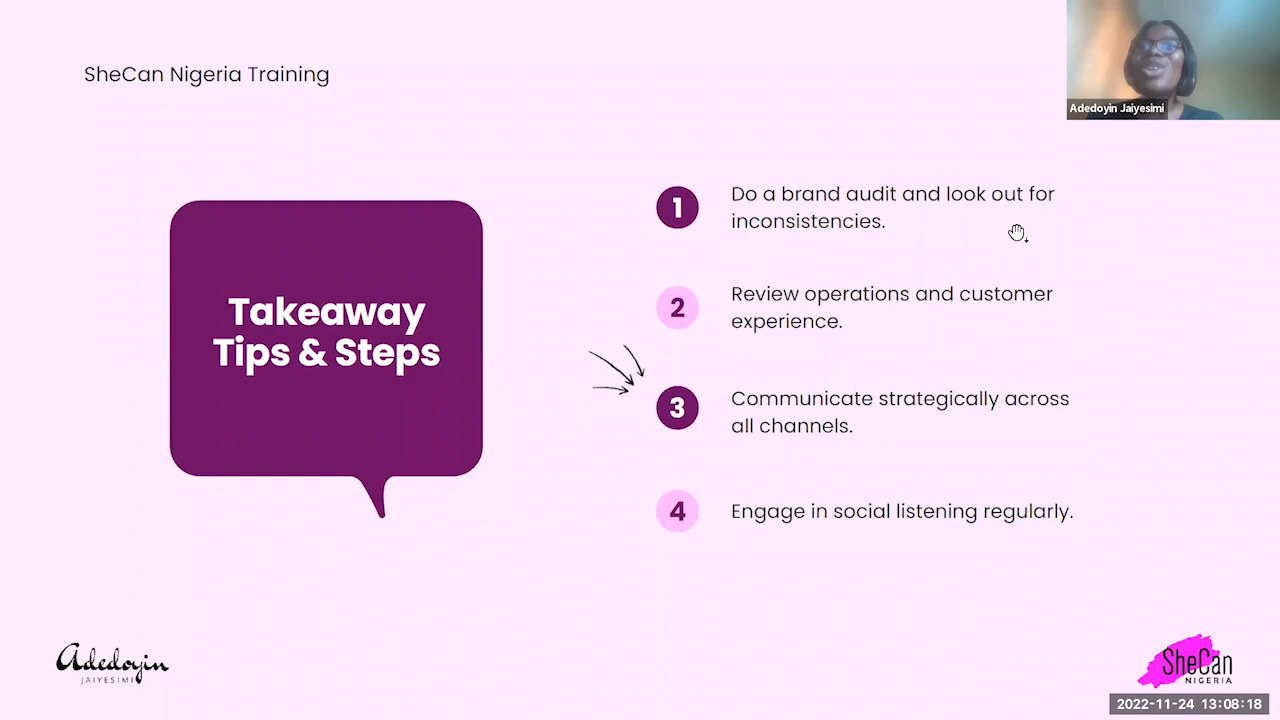 SheCan Nigeria Training
Adedoyin Jaiyesimi
Takeaway
Tips & Steps
1
Do a brand audit and look out for
inconsistencies.
2
Review operations and customer
experience.
3
Communicate strategically across
all channels.
4
Engage in social listening regularly.
Adedoyin
JAIYESIMI
SheCan
NIGERIA
2022-11-24 13:08:18